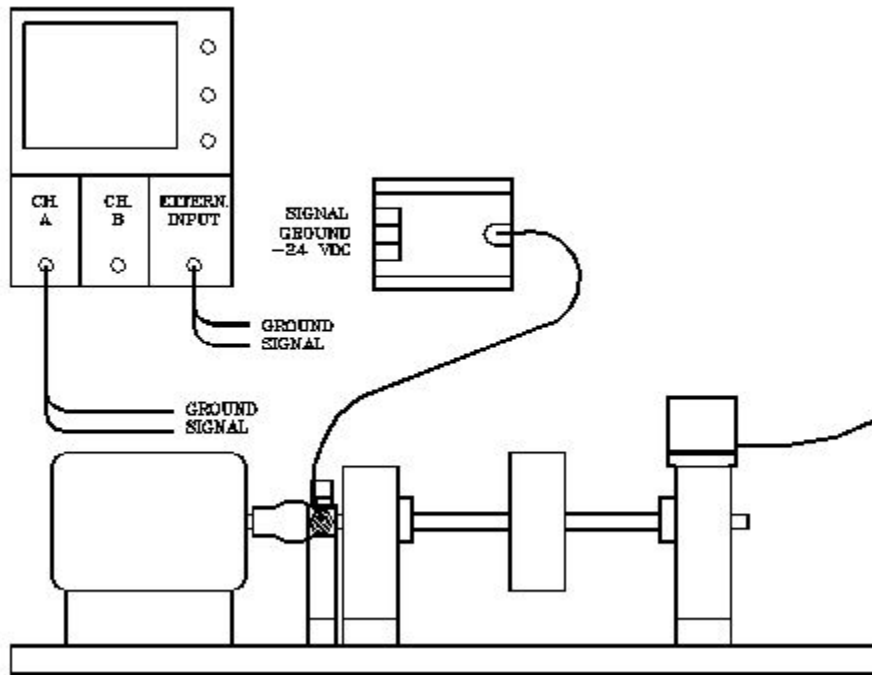 CH.
A
CH.
B
EXTERN.
INPUT
SIGNAL
GROUND
-24 VDC
GROUND
SIGNAL
GROUND
SIGNAL